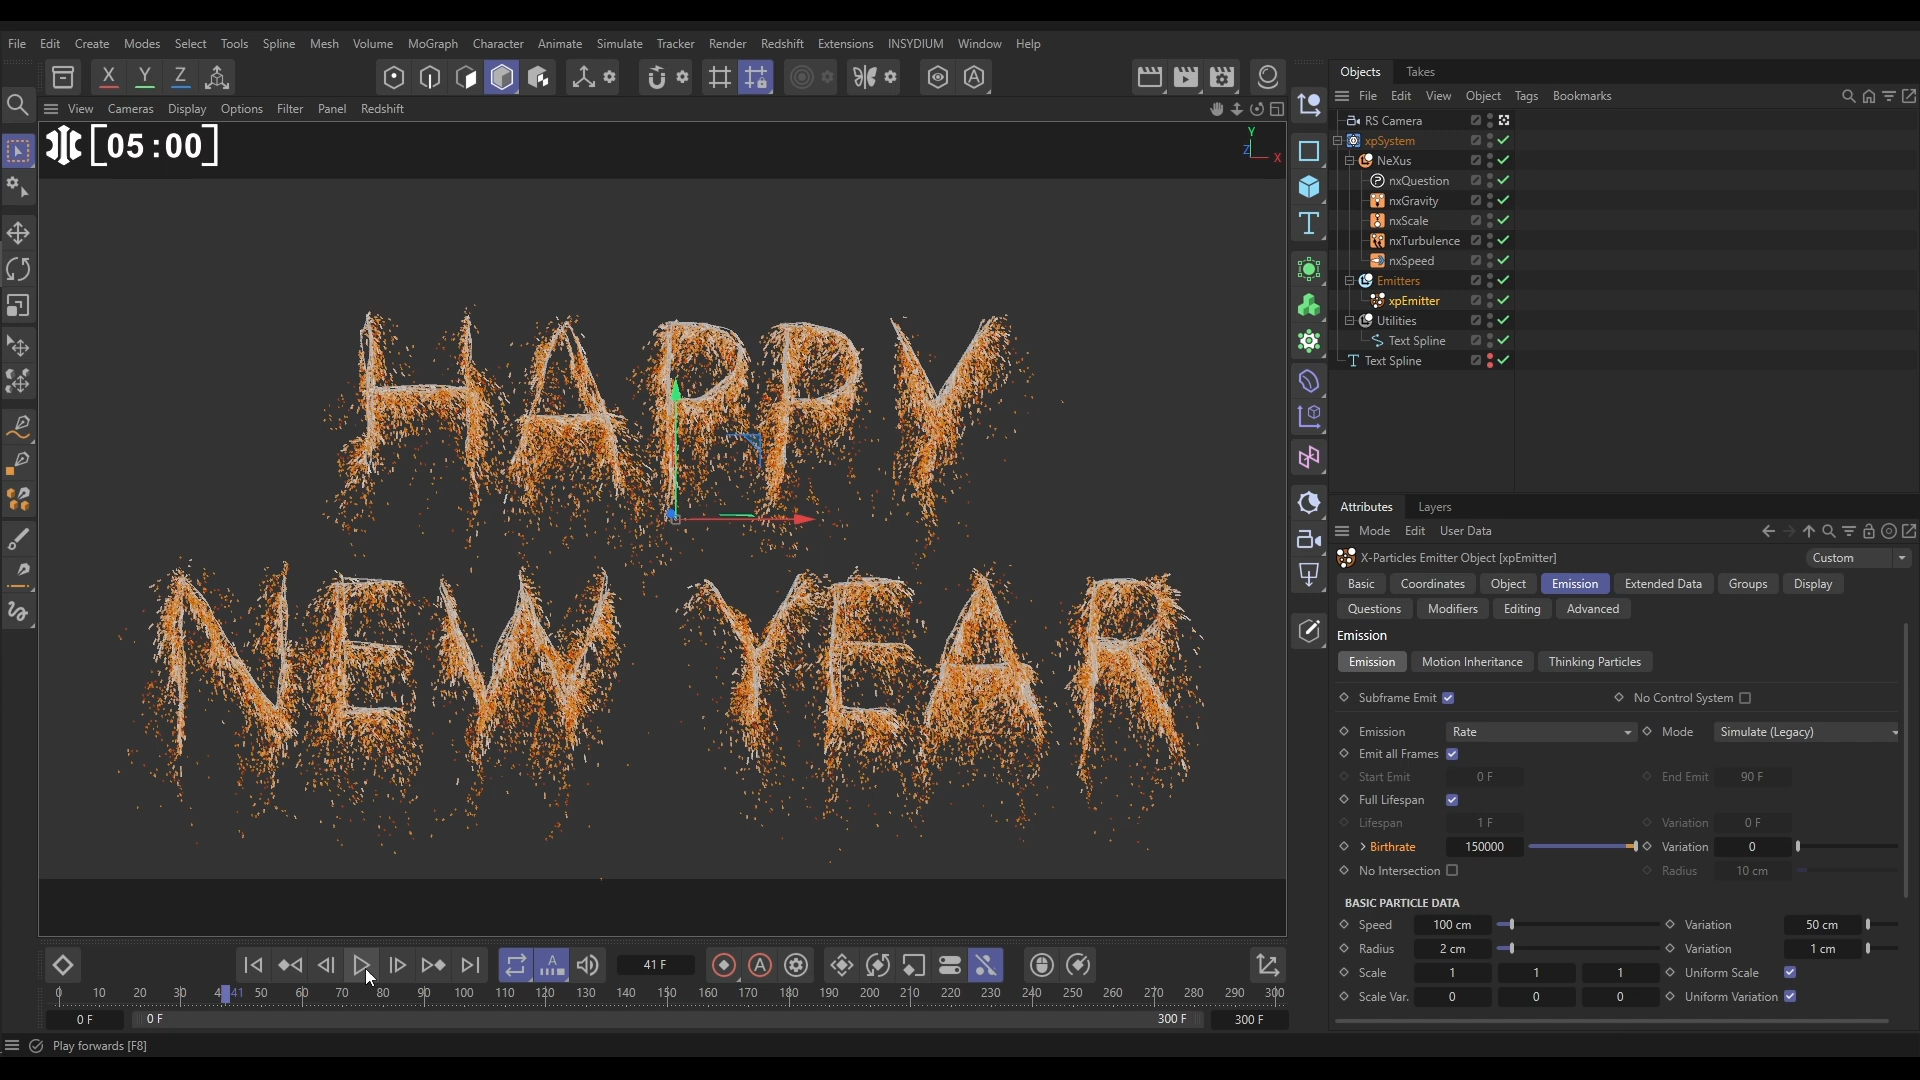 File Edit Create Modes Select Tools Spline Mesh Volume MoGraph Character Animate Simulate Tracker Render Redshift Extensions INSYDIUM Window Help
X Y Z
View Cameras Display Options Filter Panel Redshift
[05:00]
Y
Z X
HAPPY
NEW YEAR
41 F
0 10 20 30 4 41 50 60 70 80 90 100 110 120 130 140 150 160 170 180 190 200 210 220 230 240 250 260 270 280 290 300
0 F 0 F 300 F 300 F
Play forwards [F8]
Objects Takes
File Edit View Object Tags Bookmarks
RS Camera
xpSystem
NeXus
nxQuestion
nxGravity
nxScale
nxTurbulence
nxSpeed
Emitters
xpEmitter
Utilities
Text Spline
Text Spline
Attributes Layers
Mode Edit User Data
X-Particles Emitter Object [xpEmitter] Custom
Basic Coordinates Object Emission Extended Data Groups Display
Questions Modifiers Editing Advanced
Emission
Emission Motion Inheritance Thinking Particles
Subframe Emit No Control System
Emission Rate Mode Simulate (Legacy)
Emit all Frames
Start Emit 0 F End Emit 90 F
Full Lifespan
Lifespan 1 F Variation 0 F
Birthrate 150000 Variation 0
No Intersection Radius 10 cm
BASIC PARTICLE DATA
Speed 100 cm Variation 50 cm
Radius 2 cm Variation 1 cm
Scale 1 1 1 Uniform Scale
Scale Var. 0 0 0 Uniform Variation